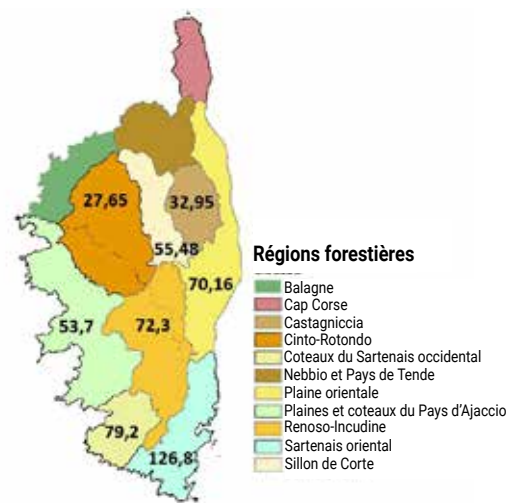 27,65
32,95
55,48
70,16
53,7
72,3
79,2
126,8
Régions forestières
Balagne
Cap Corse
Castagniccia
Cinto-Rotondo
Coteaux du Sartenais occidental
Nebbio et Pays de Tende
Plaine orientale
Plaines et coteaux du Pays d'Ajaccio
Renoso-Incudine
Sartenais oriental
Sillon de Corte